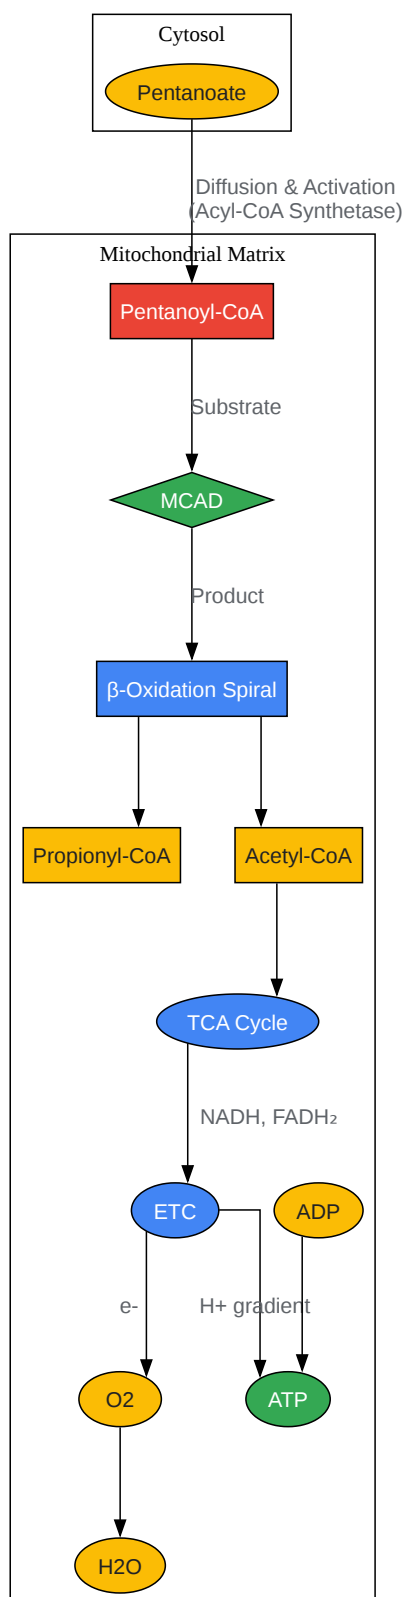 Cytosol
Pentanoate
Diffusion & Activation
(Acyl-CoA Synthetase)
Mitochondrial Matrix
Pentanoyl-CoA
Substrate
MCAD
Product
β-Oxidation Spiral
Propionyl-CoA
Acetyl-CoA
TCA Cycle
NADH, FADH₂
ETC
ADP
e-
H+ gradient
O2
ATP
H2O